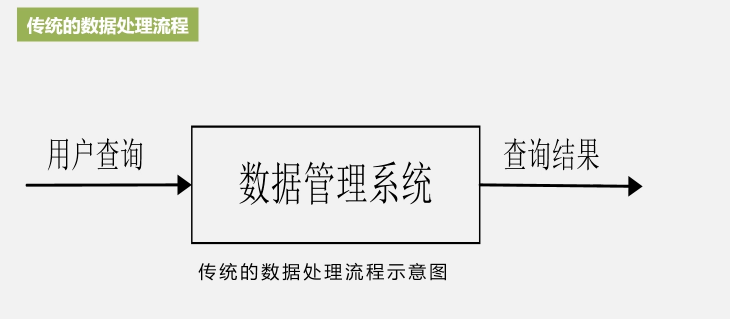 传统的数据处理流程
用户查询
数据管理系统
查询结果
传统的数据处理流程示意图